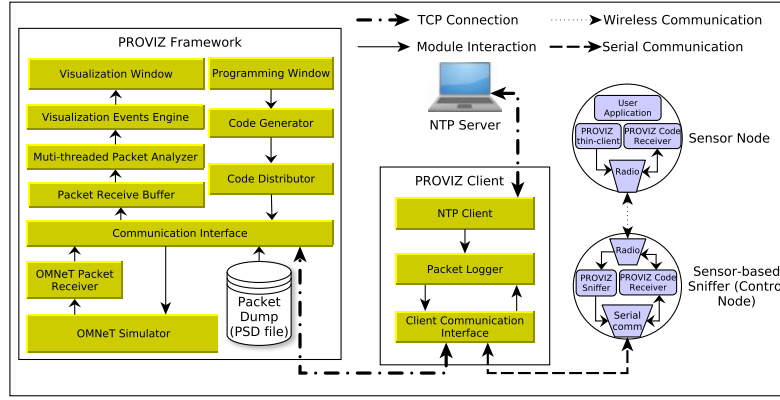 TCP Connection
Wireless Communication
Module Interaction
Serial Communication
PROVIZ Framework
Visualization Window
Programming Window
Visualization Events Engine
Code Generator
Muti-threaded Packet Analyzer
Code Distributor
Packet Receive Buffer
Communication Interface
OMNeT Packet
Receiver
OMNeT Simulator
Packet
Dump
(PSD file)
NTP Server
PROVIZ Client
NTP Client
Packet Logger
Client Communication
Interface
User
Application
PROVIZ
thin-client
PROVIZ Code
Receiver
Radio
Sensor Node
Radio
PROVIZ
Sniffer
PROVIZ Code
Receiver
Serial
comm
Sensor-based
Sniffer (Contro
Node)